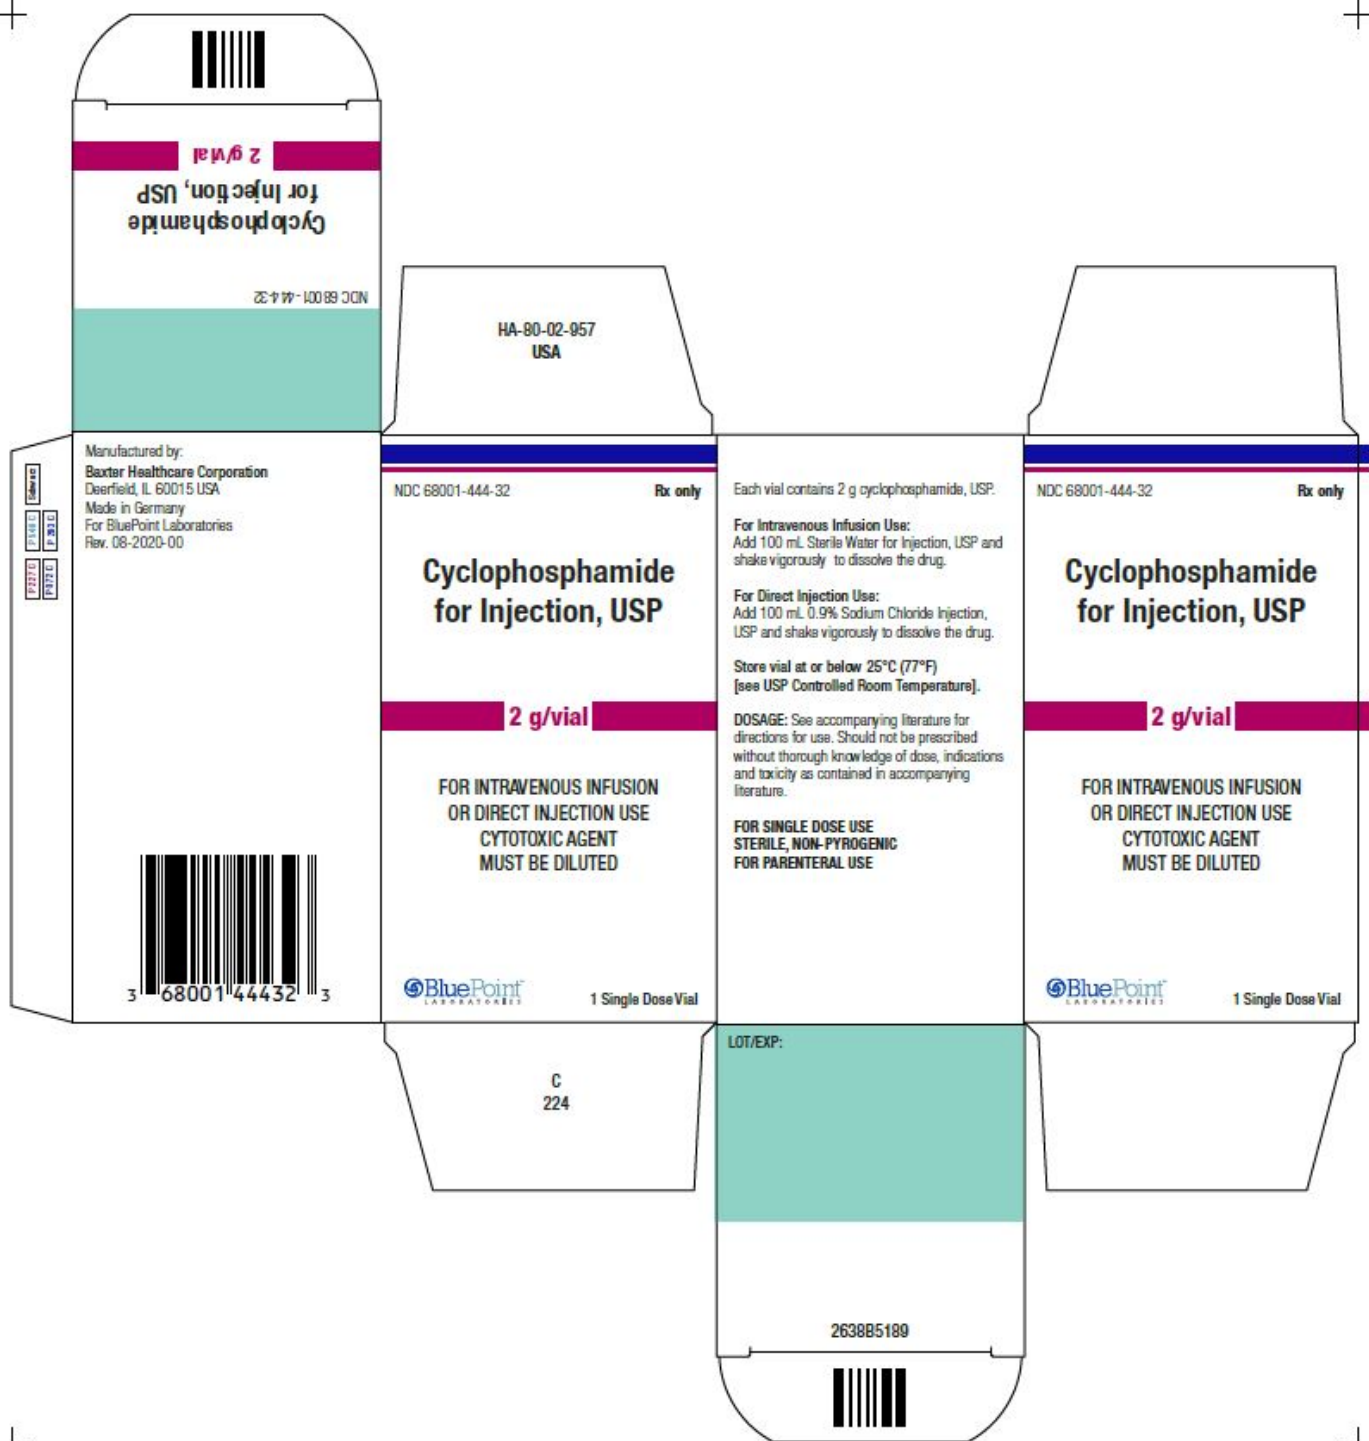 2 g/vial
Cyclophosphamide
for Injection, USP
NDC 68001-444-32
HA-80-02-957
USA
P 227 C
P 372 C
P 548 C
P 293 C
Manufactured by:
Baxter Healthcare Corporation
Deerfield, IL 60015 USA
Made in Germany
For BluePoint Laboratories
Rev. 08-2020-00
3 68001 44432 3
NDC 68001-444-32 Rx only
Cyclophosphamide
for Injection, USP
2 g/vial
FOR INTRAVENOUS INFUSION
OR DIRECT INJECTION USE
CYTOTOXIC AGENT
MUST BE DILUTED
BluePoint
LABORATORIES
1 Single Dose Vial
C
224
Each vial contains 2 g cyclophosphamide, USP.
For Intravenous Infusion Use:
Add 100 mL Sterile Water for Injection, USP and
shake vigorously to dissolve the drug.
For Direct Injection Use:
Add 100 mL 0.9% Sodium Chloride Injection,
USP and shake vigorously to dissolve the drug.
Store vial at or below 25°C (77°F)
[see USP Controlled Room Temperature].
DOSAGE: See accompanying literature for
directions for use. Should not be prescribed
without thorough knowledge of dose, indications
and toxicity as contained in accompanying
literature.
FOR SINGLE DOSE USE
STERILE, NON-PYROGENIC
FOR PARENTERAL USE
LOT/EXP:
2638B5189
NDC 68001-444-32 Rx only
Cyclophosphamide
for Injection, USP
2 g/vial
FOR INTRAVENOUS INFUSION
OR DIRECT INJECTION USE
CYTOTOXIC AGENT
MUST BE DILUTED
BluePoint
LABORATORIES
1 Single Dose Vial